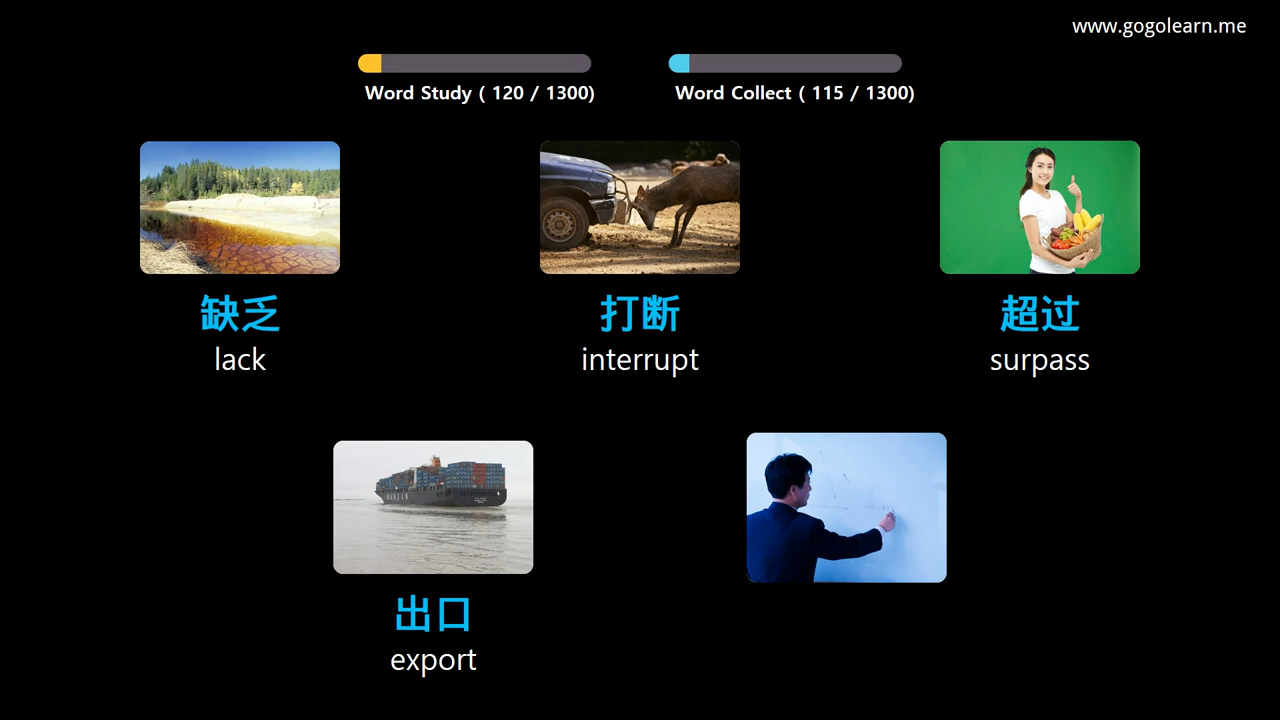 www.gogolearn.me
Word Study ( 120 / 1300)
Word Collect ( 115 / 1300)
缺乏
lack
打断
interrupt
超过
surpass
出口
export